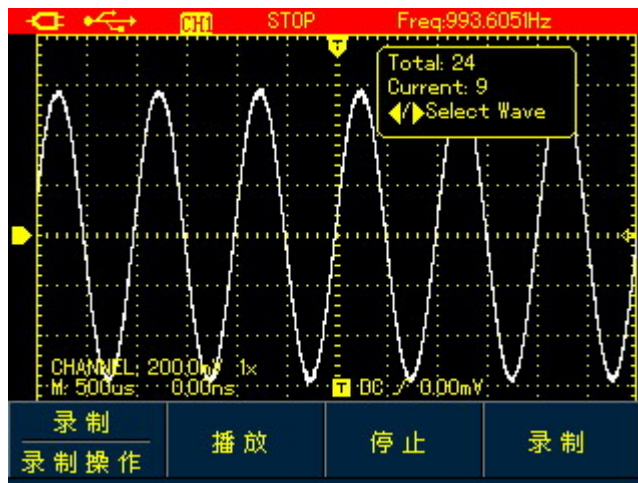 CH1 STOP Freq:993.6051Hz
T
Total: 24
Current: 9
/ Select Wave
CHANNEL: 200.0mV 1x
M: 500us 0.00ns T DC 0.00mV
录制 播放 停止 录制
录制操作